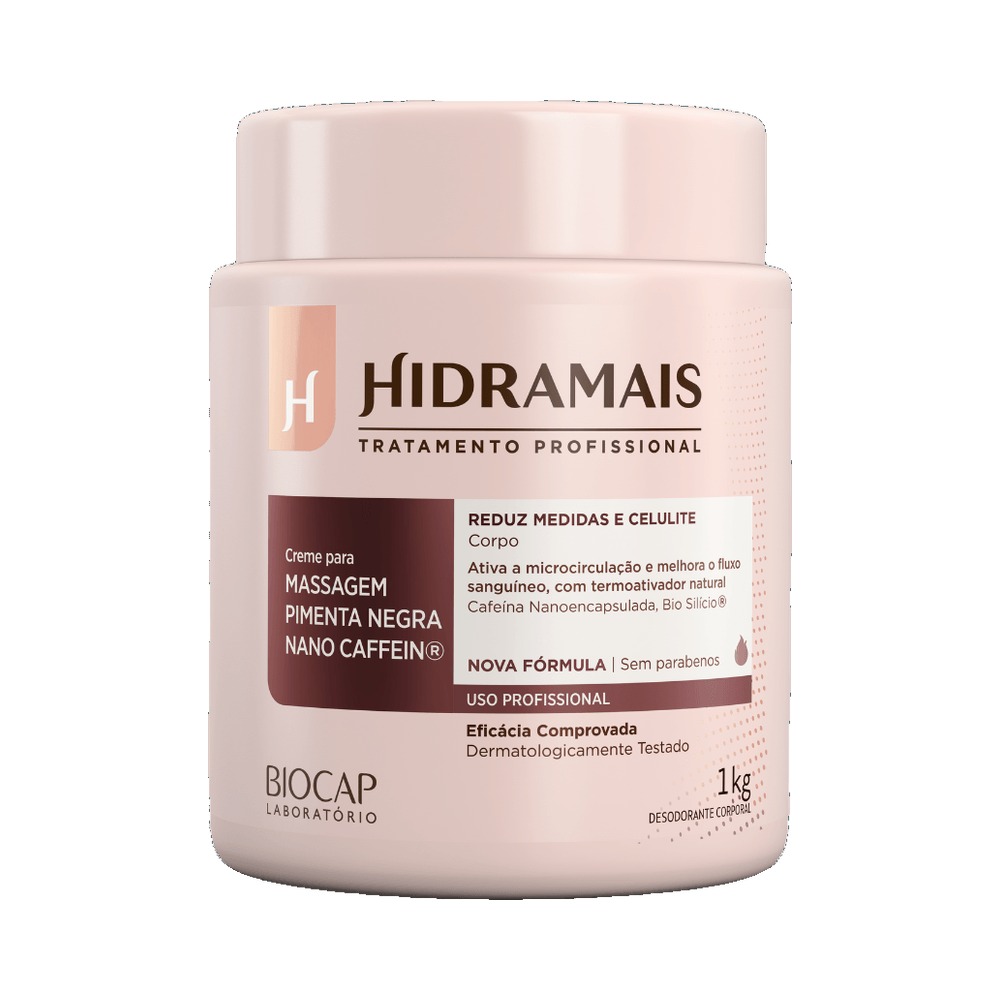 H
HIDRAMAIS
TRATAMENTO PROFISSIONAL
Creme para
MASSAGEM
PIMENTA NEGRA
NANO CAFFEIN®
REDUZ MEDIDAS E CELULITE
Corpo
Ativa a microcirculação e melhora o fluxo
sanguíneo, com termoativador natural
Cafeína Nanoencapsulada, Bio Silício®
NOVA FÓRMULA | Sem parabenos
USO PROFISSIONAL
Eficácia Comprovada
Dermatologicamente Testado
BIOCAP
LABORATÓRIO
1kg
DESODORANTE CORPORAL